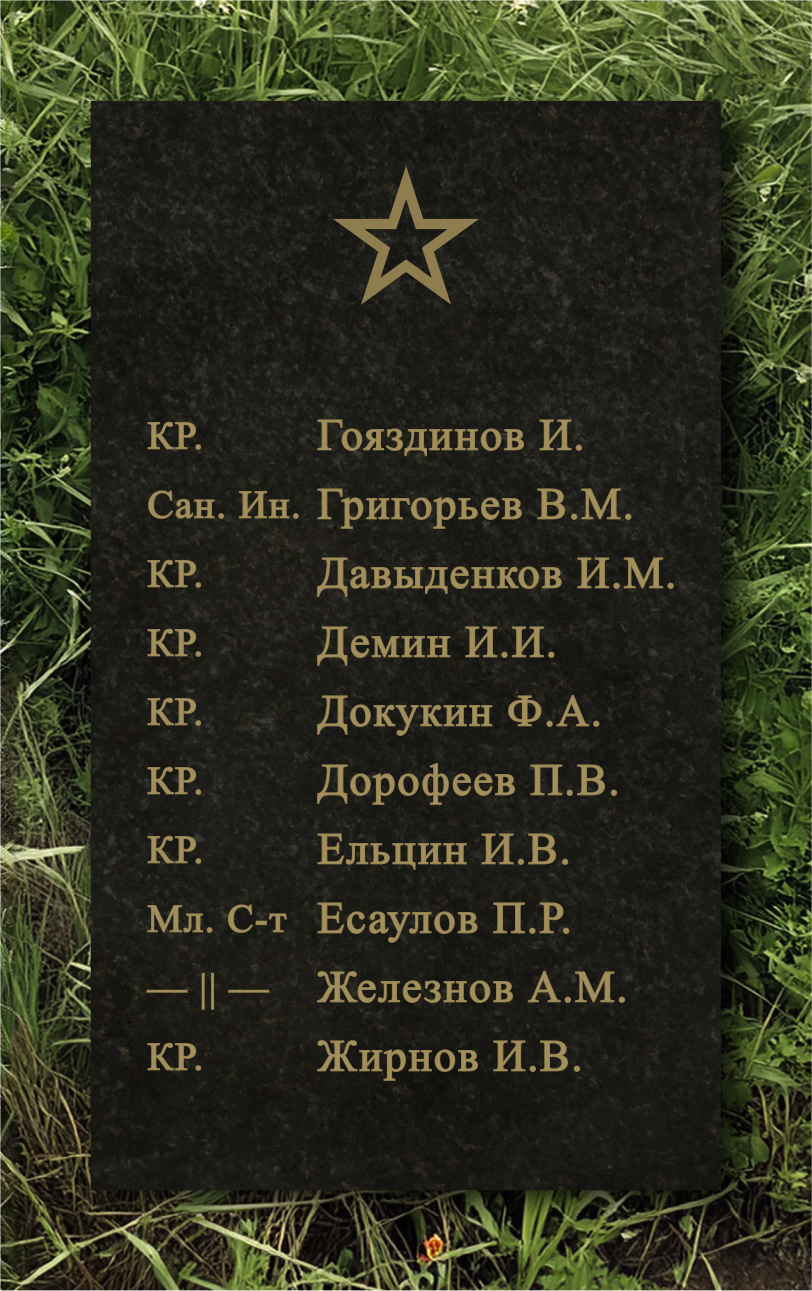 КР. Гояздинов И.
Сан. Ин. Григорьев В.М.
КР. Давыденков И.М.
КР. Демин И.И.
КР. Докукин Ф.А.
КР. Дорофеев П.В.
КР. Ельцин И.В.
Мл. С-т Есаулов П.Р.
— || — Железнов А.М.
КР. Жирнов И.В.